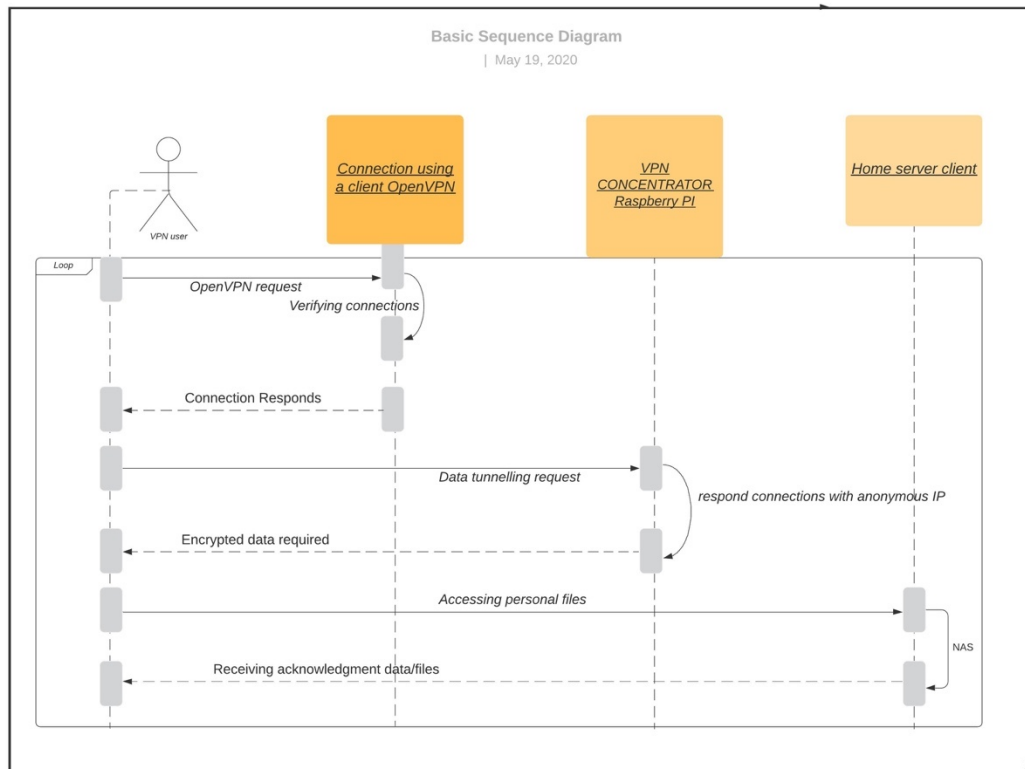 Basic Sequence Diagram
| May 19, 2020
Connection using
a client OpenVPN
VPN
CONCENTRATOR
Raspberry PI
Home server client
VPN user
Loop
OpenVPN request
Verifying connections
Connection Responds
Data tunnelling request
respond connections with anonymous IP
Encrypted data required
Accessing personal files
NAS
Receiving acknowledgment data/files